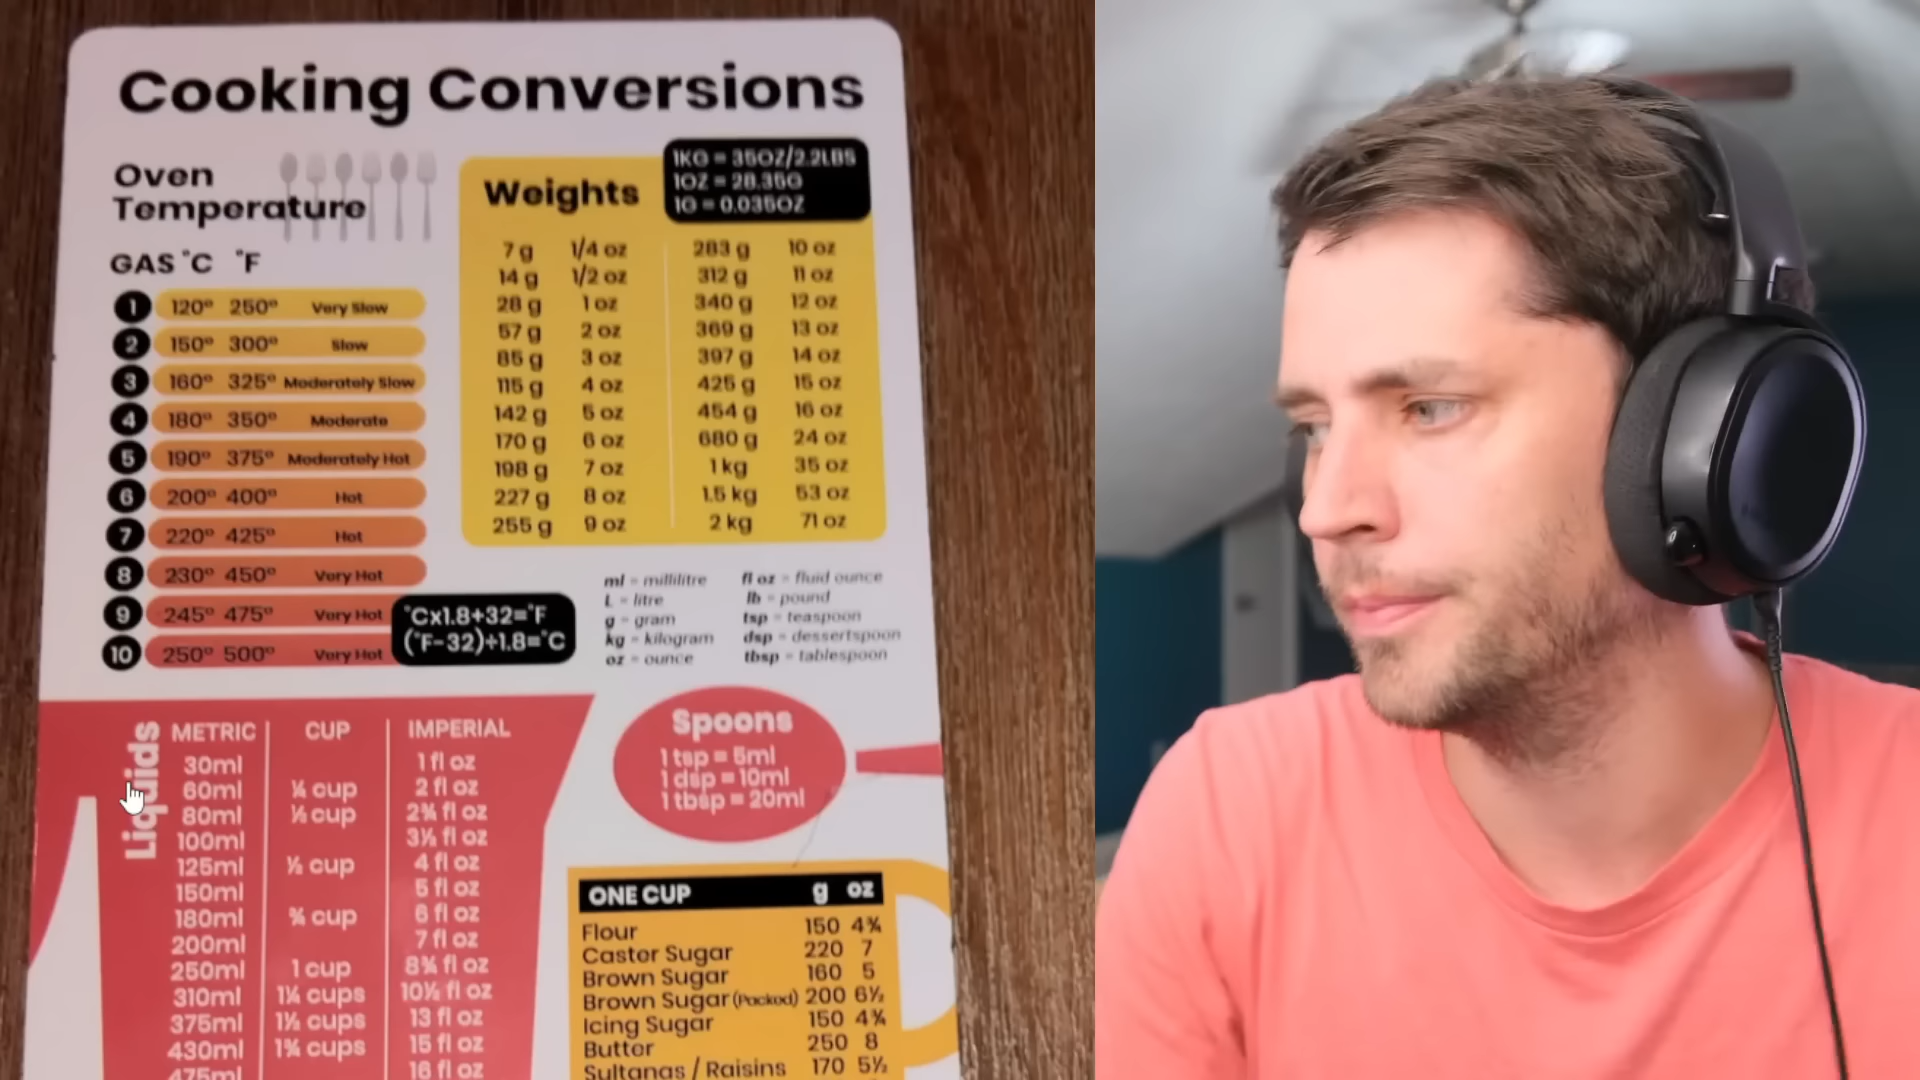 Cooking Conversions
Oven
Temperature
GAS °C °F
1 120° 250° Very Slow
2 150° 300° Slow
3 160° 325° Moderately Slow
4 180° 350° Moderate
5 190° 375° Moderately Hot
6 200° 400° Hot
7 220° 425° Hot
8 230° 450° Very Hot
9 245° 475° Very Hot
10 250° 500° Very Hot
°Cx1.8+32=°F
(°F-32)÷1.8=°C
Weights
1KG = 35OZ/2.2LBS
1OZ = 28.35G
1G = 0.035OZ
7 g 1/4 oz 283 g 10 oz
14 g 1/2 oz 312 g 11 oz
28 g 1 oz 340 g 12 oz
57 g 2 oz 369 g 13 oz
85 g 3 oz 397 g 14 oz
115 g 4 oz 425 g 15 oz
142 g 5 oz 454 g 16 oz
170 g 6 oz 680 g 24 oz
198 g 7 oz 1 kg 35 oz
227 g 8 oz 1.5 kg 53 oz
255 g 9 oz 2 kg 71 oz
ml = millilitre fl oz = fluid ounce
L = litre lb = pound
g = gram tsp = teaspoon
kg = kilogram dsp = dessertspoon
oz = ounce tbsp = tablespoon
Liquids
METRIC CUP IMPERIAL
30ml 1 fl oz
60ml ¼ cup 2 fl oz
80ml ⅓ cup 2¾ fl oz
100ml 3½ fl oz
125ml ½ cup 4 fl oz
150ml 5 fl oz
180ml ¾ cup 6 fl oz
200ml 7 fl oz
250ml 1 cup 8¾ fl oz
310ml 1¼ cups 10½ fl oz
375ml 1½ cups 13 fl oz
430ml 1¾ cups 15 fl oz
475ml 16 fl oz
Spoons
1 tsp = 5ml
1 dsp = 10ml
1 tbsp = 20ml
ONE CUP g oz
Flour 150 4¾
Caster Sugar 220 7
Brown Sugar 160 5
Brown Sugar (Packed) 200 6½
Icing Sugar 150 4¾
Butter 250 8
Sultanas / Raisins 170 5½